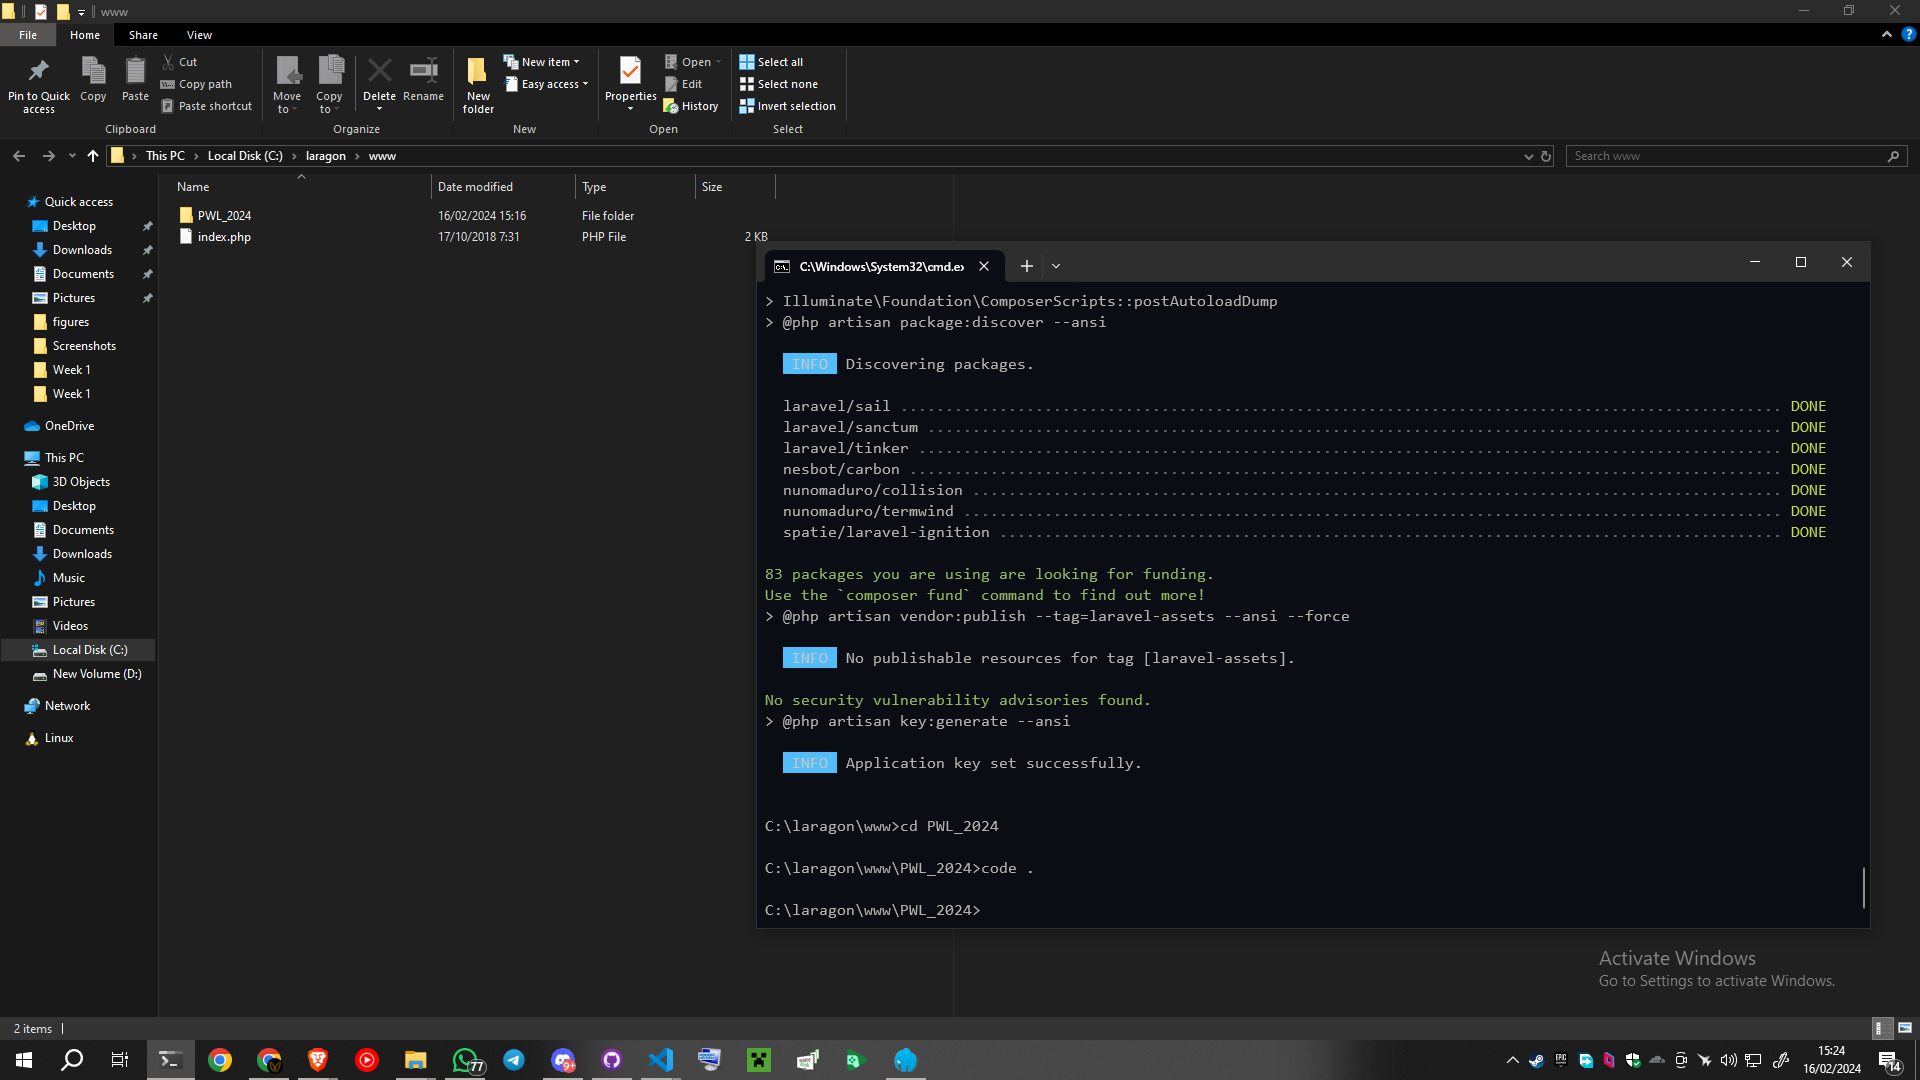 www
File
Home
Share
View
Pin to Quick access
Copy
Paste
Cut
Copy path
Paste shortcut
Clipboard
Move to
Copy to
Delete
Rename
Organize
New folder
New item
Easy access
New
Properties
Open
Edit
History
Open
Select all
Select none
Invert selection
Select
This PC
Local Disk (C:)
laragon
www
Search www
Name
Date modified
Type
Size
PWL_2024
16/02/2024 15:16
File folder
index.php
17/10/2018 7:31
PHP File
2 KB
Quick access
Desktop
Downloads
Documents
Pictures
figures
Screenshots
Week 1
Week 1
OneDrive
This PC
3D Objects
Desktop
Documents
Downloads
Music
Pictures
Videos
Local Disk (C:)
New Volume (D:)
Network
Linux
C:\Windows\System32\cmd.ex
> Illuminate\Foundation\ComposerScripts::postAutoloadDump
> @php artisan package:discover --ansi
INFO Discovering packages.
laravel/sail ........ DONE
laravel/sanctum ........ DONE
laravel/tinker ........ DONE
nesbot/carbon ........ DONE
nunomaduro/collision ........ DONE
nunomaduro/termwind ........ DONE
spatie/laravel-ignition ........ DONE
83 packages you are using are looking for funding.
Use the `composer fund` command to find out more!
> @php artisan vendor:publish --tag=laravel-assets --ansi --force
INFO No publishable resources for tag [laravel-assets].
No security vulnerability advisories found.
> @php artisan key:generate --ansi
INFO Application key set successfully.
C:\laragon\www>cd PWL_2024
C:\laragon\www\PWL_2024>code .
C:\laragon\www\PWL_2024>
Activate Windows
Go to Settings to activate Windows.
2 items
77
9+
15:24
16/02/2024
14